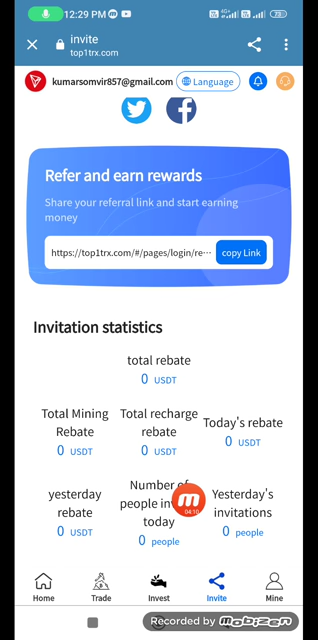 12:29 PM
4G+
73
invite
top1trx.com
kumarsomvir857@gmail.com
Language
Refer and earn rewards
Share your referral link and start earning
money
https://top1trx.com/#/pages/login/re···
copy Link
Invitation statistics
total rebate
0 USDT
Total Mining
Rebate
0 USDT
Total recharge
rebate
0 USDT
Today's rebate
0 USDT
yesterday
rebate
0 USDT
Number of
people in
today
0 people
Yesterday's
invitations
0 people
04:10
Home
Trade
Invest
Invite
Mine
Recorded by mobizen